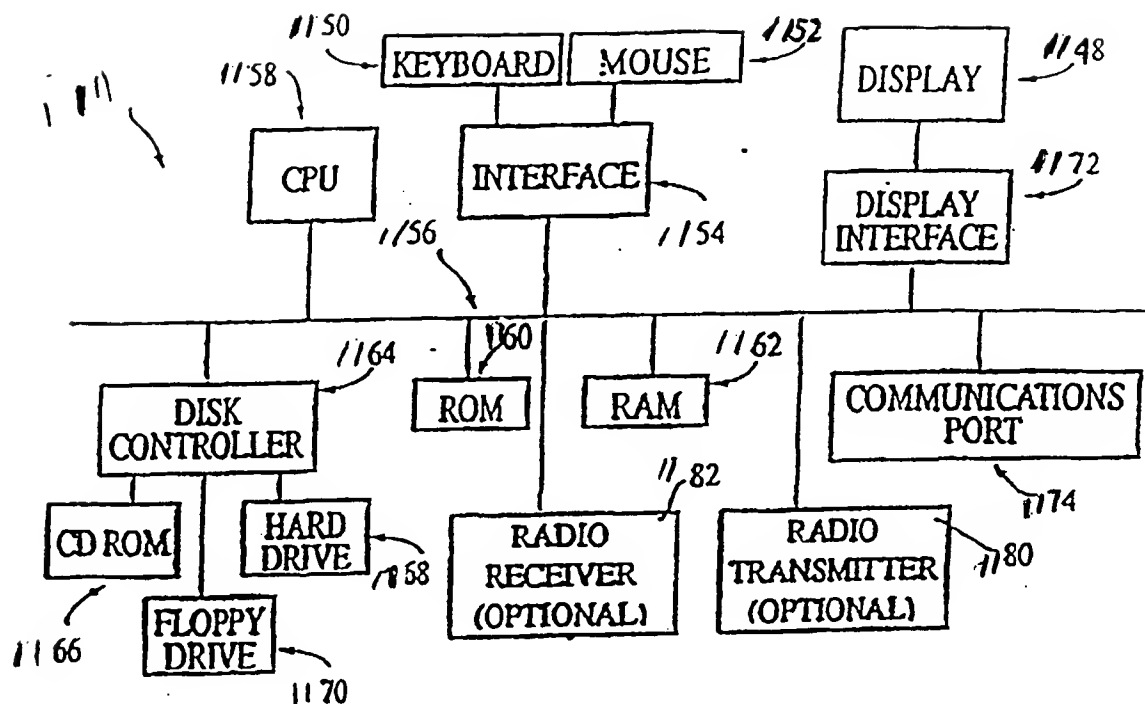 1150
KEYBOARD
MOUSE
1152
1158
CPU
INTERFACE
1154
DISPLAY
1148
1172
DISPLAY
INTERFACE
1156
1164
DISK
CONTROLLER
1160
ROM
1162
RAM
COMMUNICATIONS
PORT
1174
CD ROM
1166
HARD
DRIVE
FLOPPY
DRIVE
1170
1182
RADIO
RECEIVER
(OPTIONAL)
RADIO
TRANSMITTER
(OPTIONAL)
1180